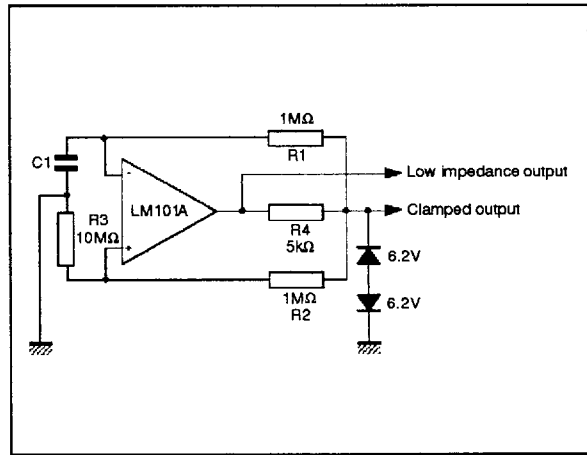 1MΩ
R1
C1
-
LM101A
+
R3
10MΩ
Low impedance output
Clamped output
R4
5kΩ
6.2V
1MΩ
R2
6.2V